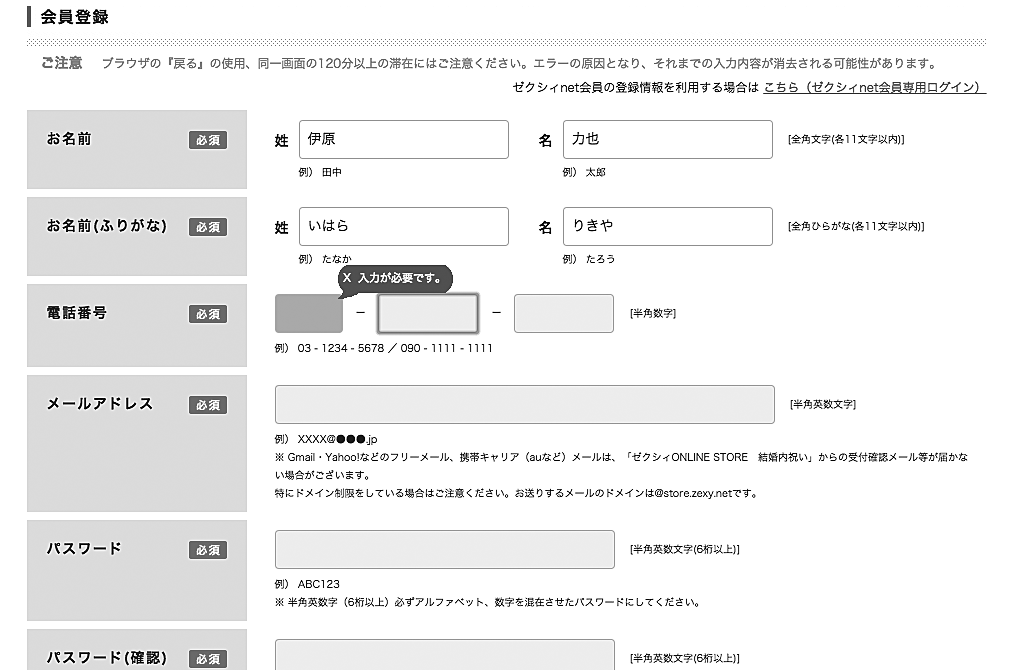 会員登録
ご注意 ブラウザの『戻る』の使用、同一画面の120分以上の滞在にはご注意ください。エラーの原因となり、それまでの入力内容が消去される可能性があります。
ゼクシィnet会員の登録情報を利用する場合は こちら（ゼクシィnet会員専用ログイン）
お名前 必須 姓 伊原 名 力也 [全角文字(各11文字以内)]
例） 田中 例） 太郎
お名前(ふりがな) 必須 姓 いはら 名 りきや [全角ひらがな(各11文字以内)]
例） たなか 例） たろう
X 入力が必要です。
電話番号 必須 － － [半角数字]
例） 03 - 1234 - 5678 ／ 090 - 1111 - 1111
メールアドレス 必須 [半角英数文字]
例） XXXX@●●●.jp
※ Gmail・Yahoo!などのフリーメール、携帯キャリア（auなど）メールは、「ゼクシィONLINE STORE　結婚内祝い」からの受付確認メール等が届かな
い場合がございます。
特にドメイン制限をしている場合はご注意ください。お送りするメールのドメインは@store.zexy.netです。
パスワード 必須 [半角英数文字(6桁以上)]
例） ABC123
※ 半角英数字（6桁以上）必ずアルファベット、数字を混在させたパスワードにしてください。
パスワード(確認) 必須 [半角英数文字(6桁以上)]